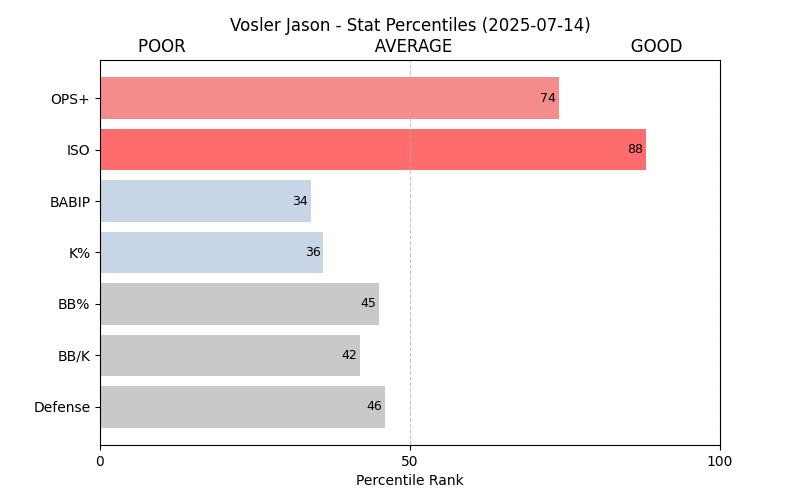 Vosler Jason - Stat Percentiles (2025-07-14)
POOR AVERAGE GOOD
OPS+ 74
ISO 88
BABIP 34
K% 36
BB% 45
BB/K 42
Defense 46
0 50 100
Percentile Rank